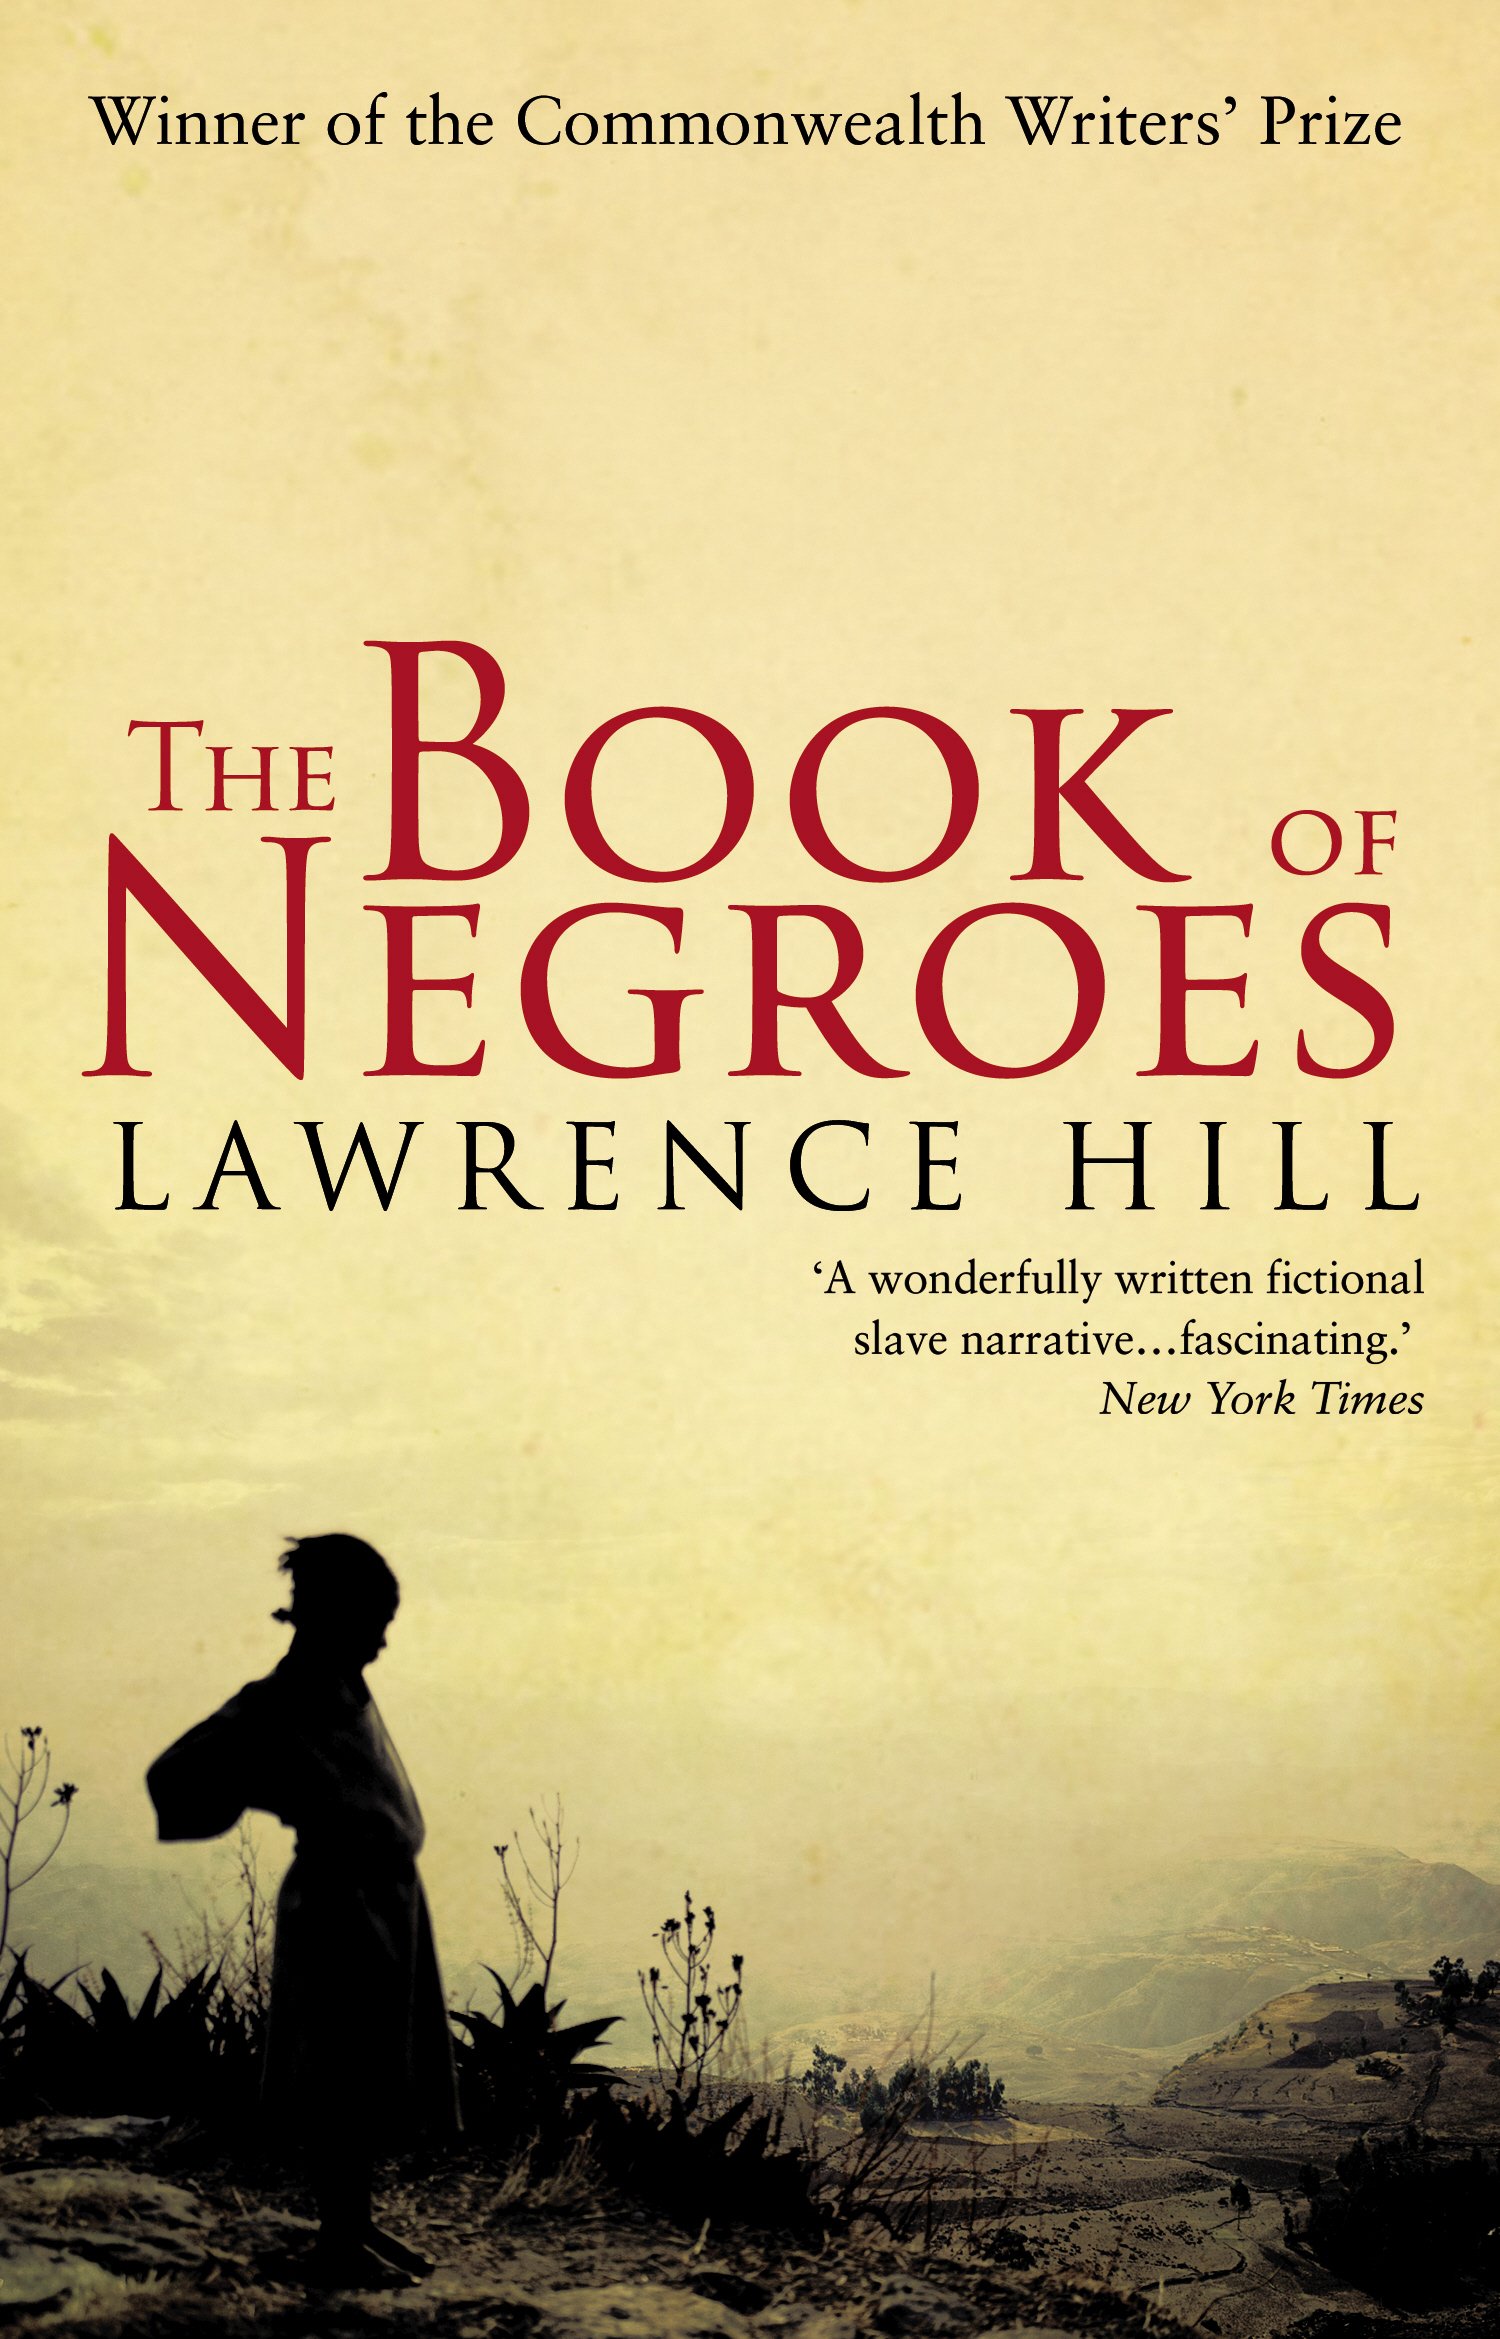 Winner of the Commonwealth Writers’ Prize
THE BOOK OF
NEGROES
LAWRENCE HILL
‘A wonderfully written fictional
slave narrative...fascinating.’
New York Times